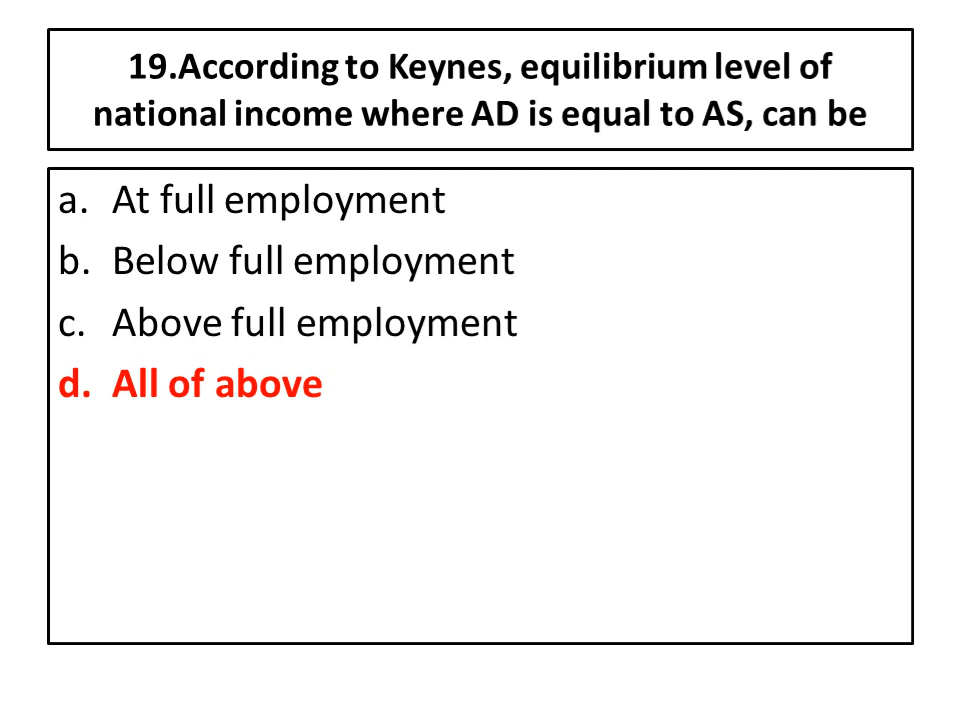 19.According to Keynes, equilibrium level of
national income where AD is equal to AS, can be
a. At full employment
b. Below full employment
c. Above full employment
d. All of above